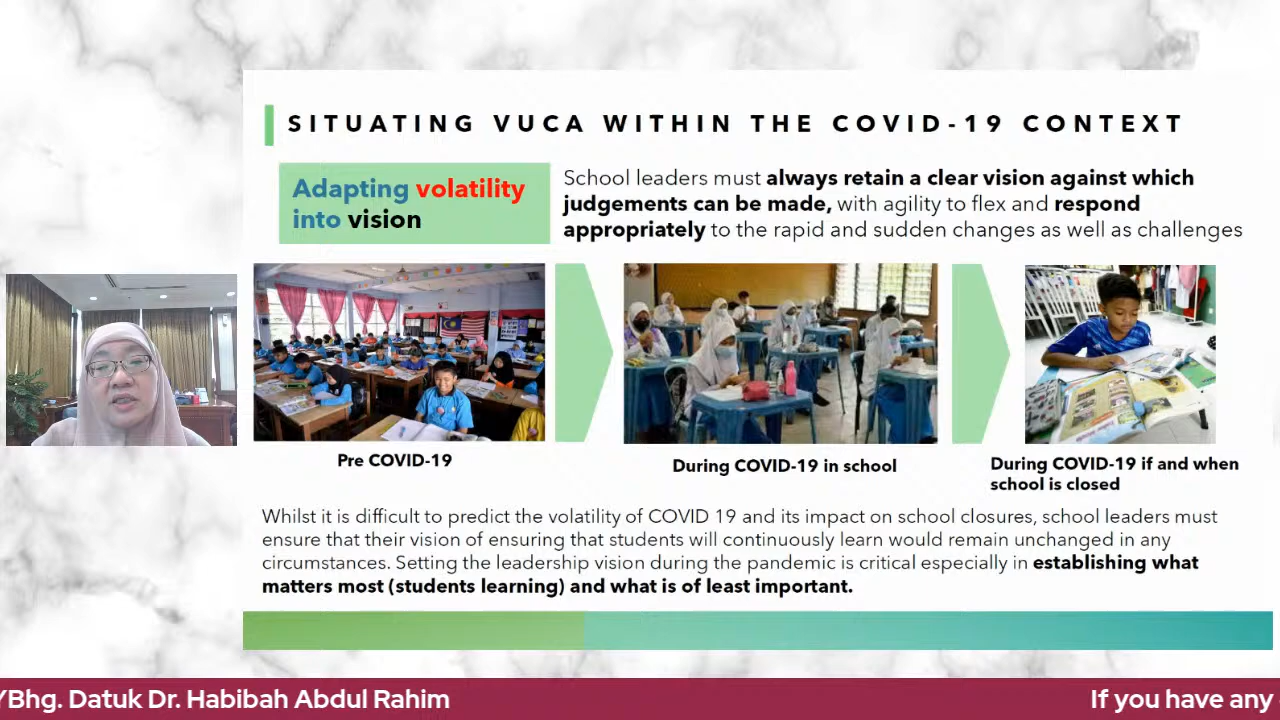 SITUATING VUCA WITHIN THE COVID-19 CONTEXT
Adapting volatility
into vision
School leaders must always retain a clear vision against which
judgements can be made, with agility to flex and respond
appropriately to the rapid and sudden changes as well as challenges
Pre COVID-19
During COVID-19 in school
During COVID-19 if and when
school is closed
Whilst it is difficult to predict the volatility of COVID 19 and its impact on school closures, school leaders must
ensure that their vision of ensuring that students will continuously learn would remain unchanged in any
circumstances. Setting the leadership vision during the pandemic is critical especially in establishing what
matters most (students learning) and what is of least important.
YBhg. Datuk Dr. Habibah Abdul Rahim
If you have any